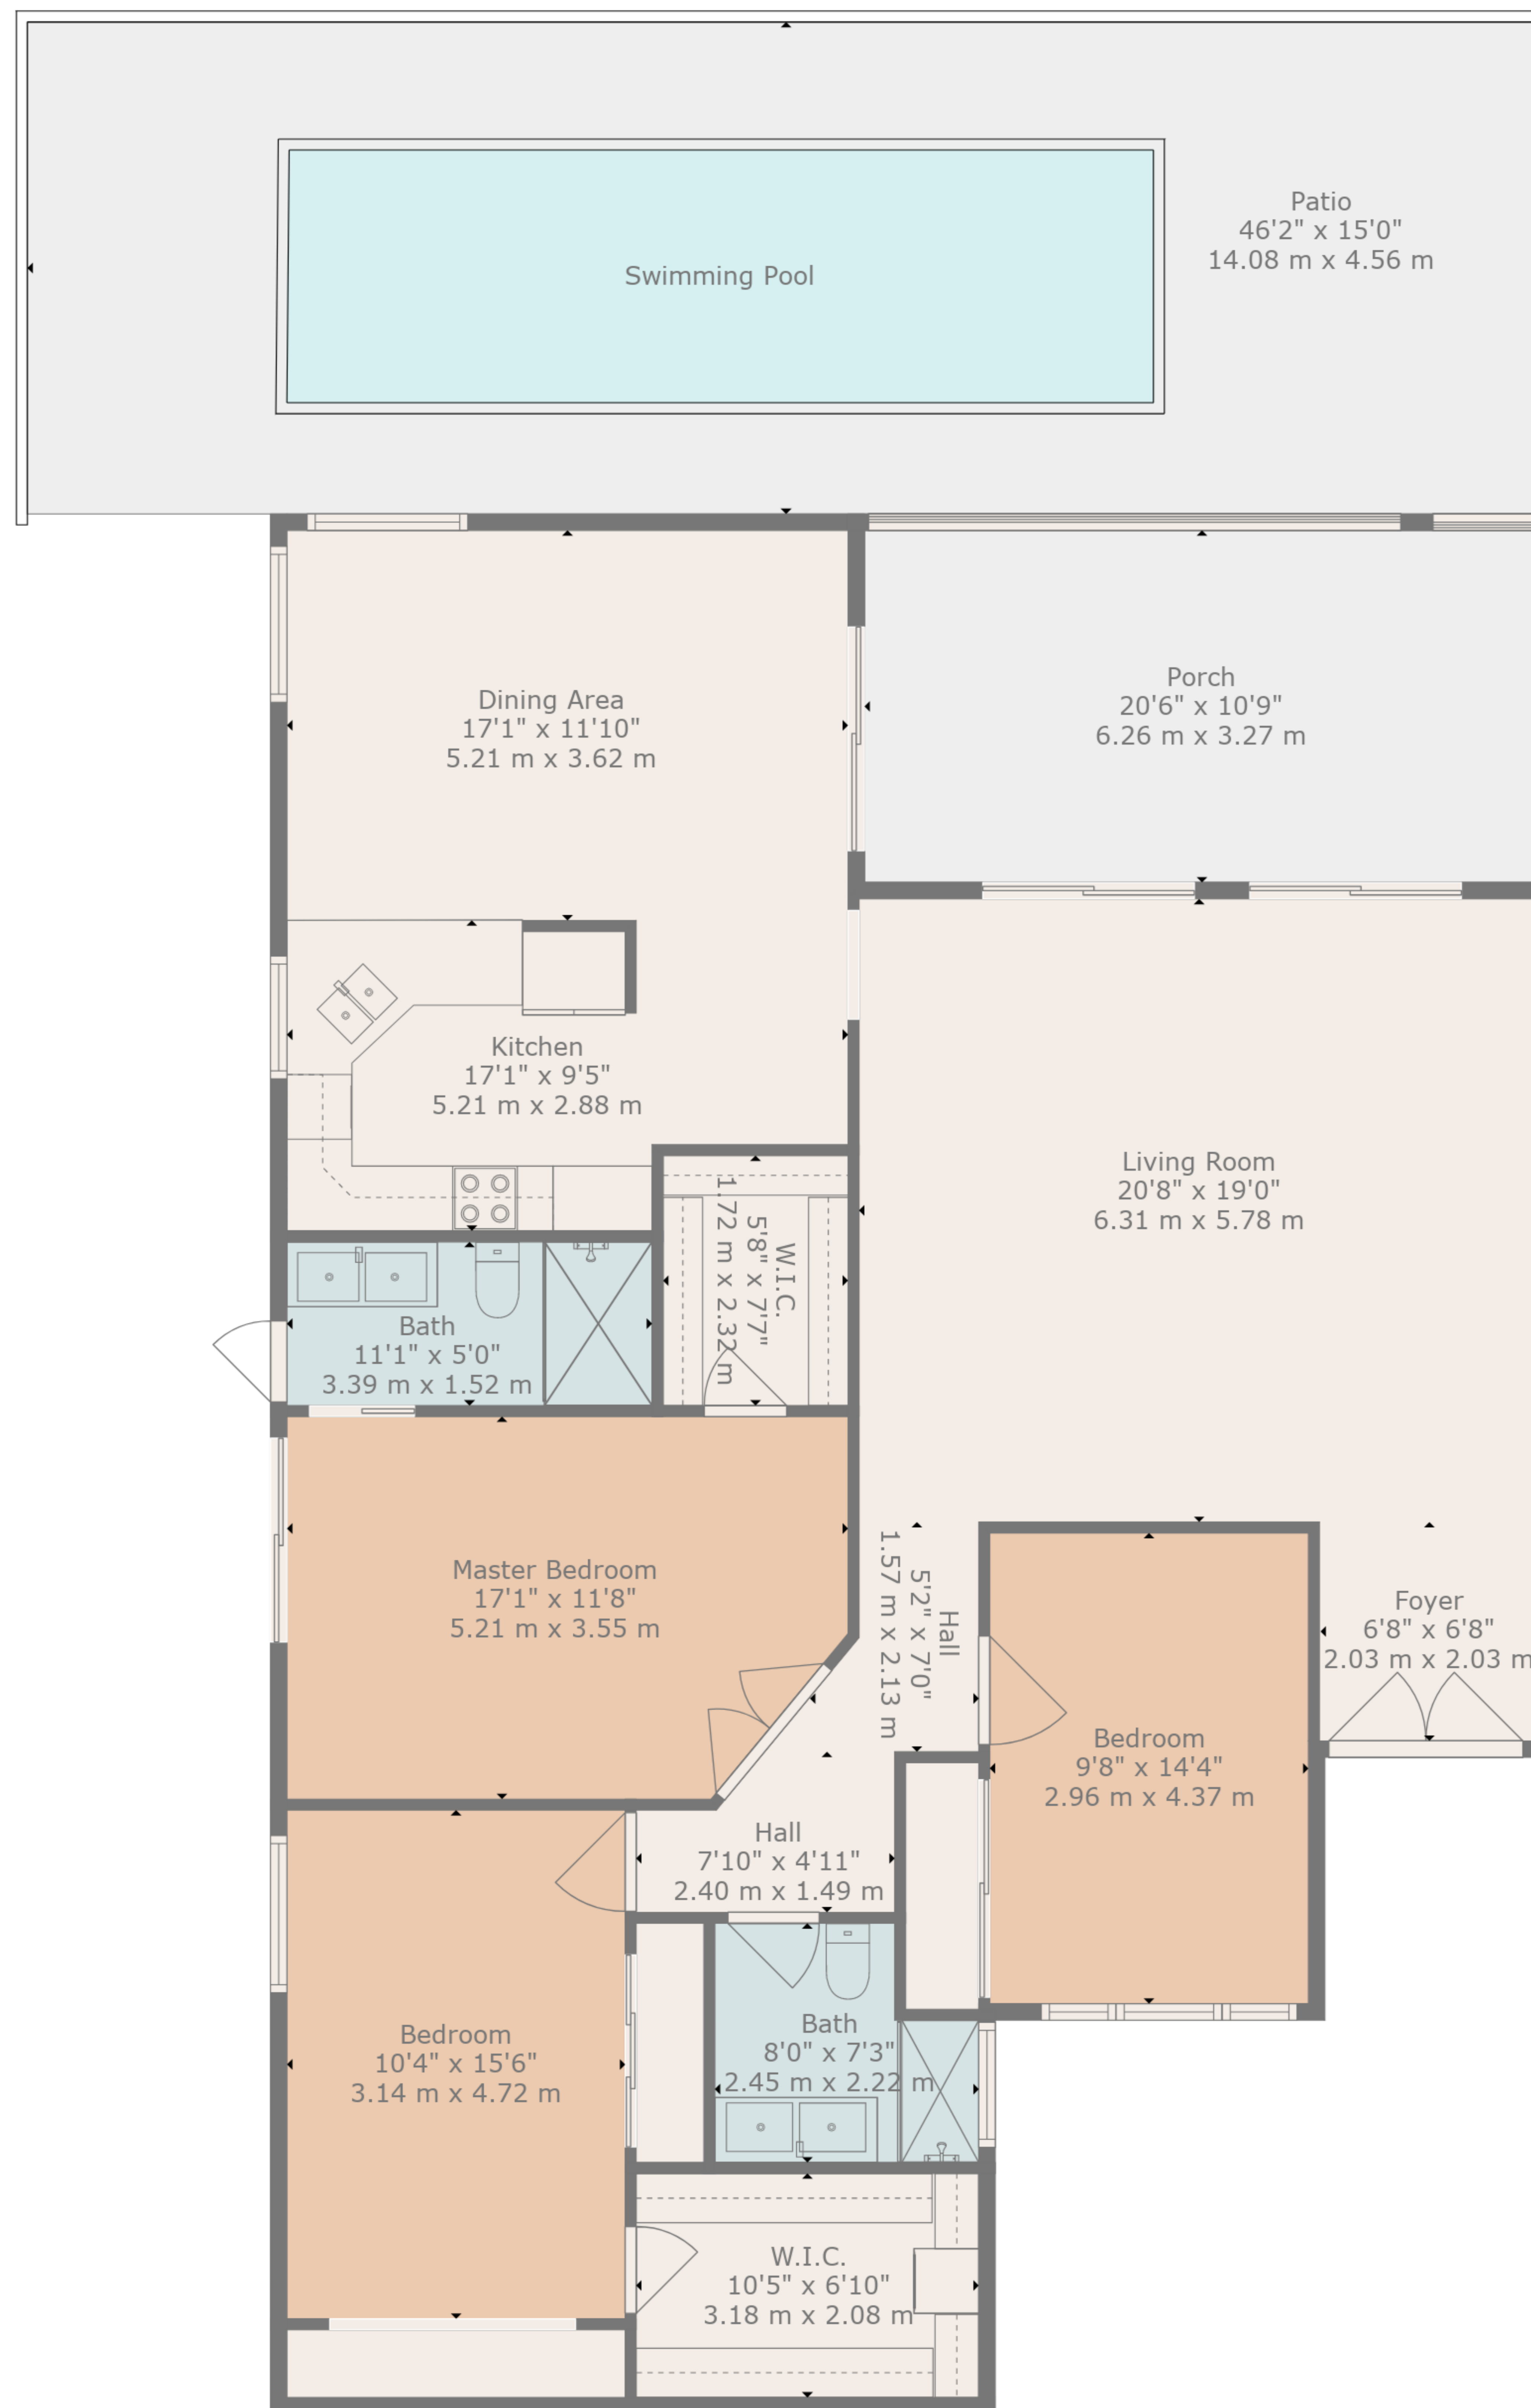 Patio
46'2" x 15'0"
14.08 m x 4.56 m
Swimming Pool
Dining Area
17'1" x 11'10"
5.21 m x 3.62 m
Porch
20'6" x 10'9"
6.26 m x 3.27 m
Kitchen
17'1" x 9'5"
5.21 m x 2.88 m
Living Room
20'8" x 19'0"
6.31 m x 5.78 m
W.I.C.
5'8" x 7'7"
1.72 m x 2.32 m
Bath
11'1" x 5'0"
3.39 m x 1.52 m
Master Bedroom
17'1" x 11'8"
5.21 m x 3.55 m
Hall
5'2" x 7'0"
1.57 m x 2.13 m
Foyer
6'8" x 6'8"
2.03 m x 2.03 m
Bedroom
9'8" x 14'4"
2.96 m x 4.37 m
Hall
7'10" x 4'11"
2.40 m x 1.49 m
Bath
8'0" x 7'3"
2.45 m x 2.22 m
Bedroom
10'4" x 15'6"
3.14 m x 4.72 m
W.I.C.
10'5" x 6'10"
3.18 m x 2.08 m